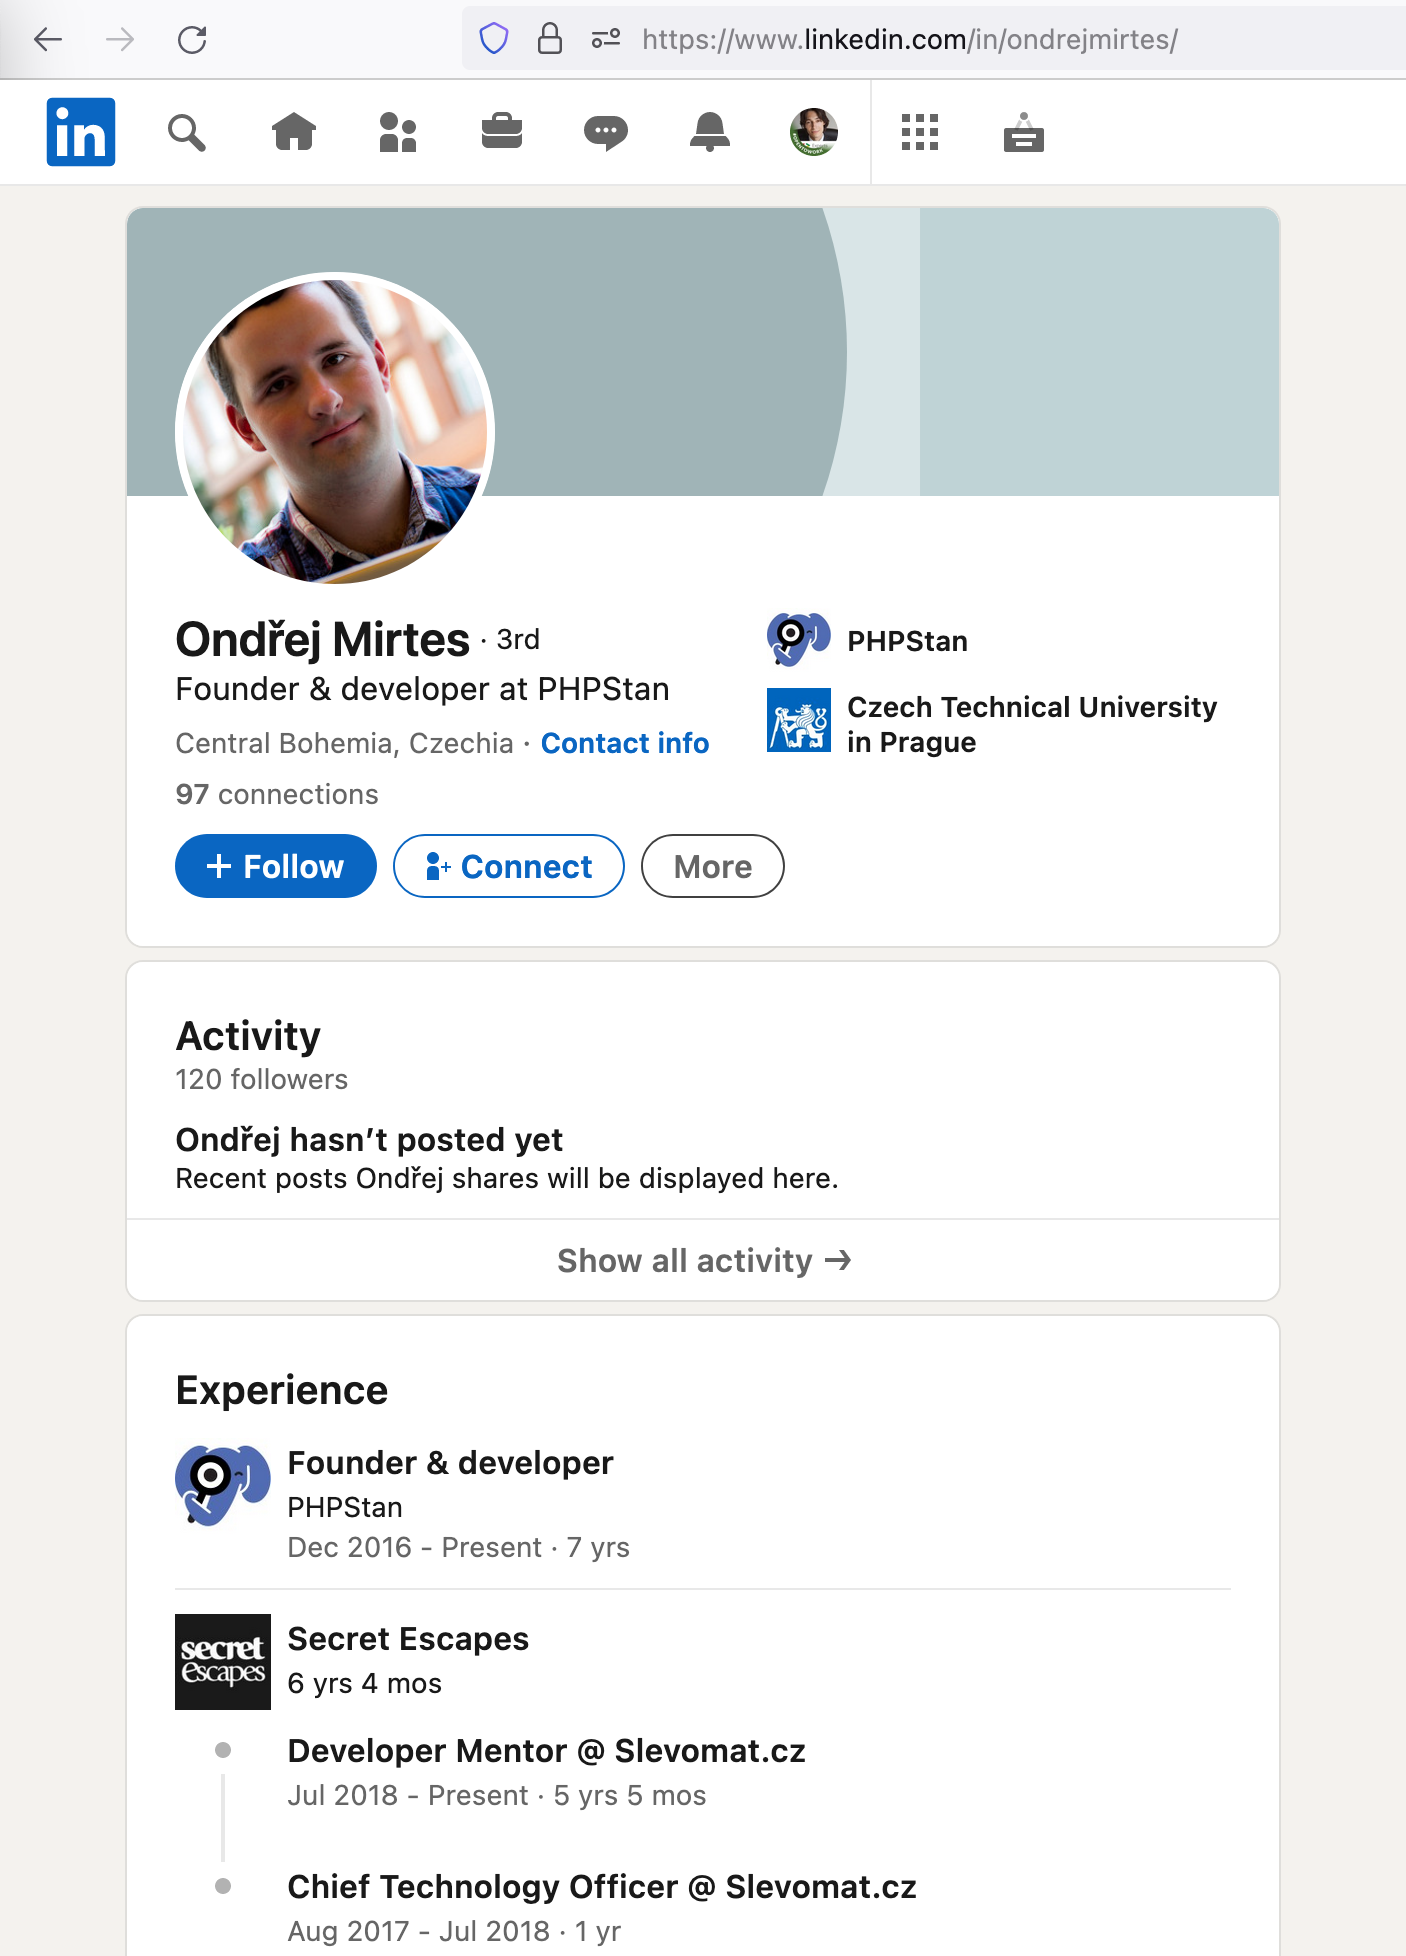 https://www.linkedin.com/in/ondrejmirtes/
in
Ondřej Mirtes · 3rd
Founder & developer at PHPStan
Central Bohemia, Czechia · Contact info
97 connections
+ Follow
Connect
More
PHPStan
Czech Technical University
in Prague
Activity
120 followers
Ondřej hasn’t posted yet
Recent posts Ondřej shares will be displayed here.
Show all activity →
Experience
Founder & developer
PHPStan
Dec 2016 - Present · 7 yrs
secret
escapes
Secret Escapes
6 yrs 4 mos
Developer Mentor @ Slevomat.cz
Jul 2018 - Present · 5 yrs 5 mos
Chief Technology Officer @ Slevomat.cz
Aug 2017 - Jul 2018 · 1 yr